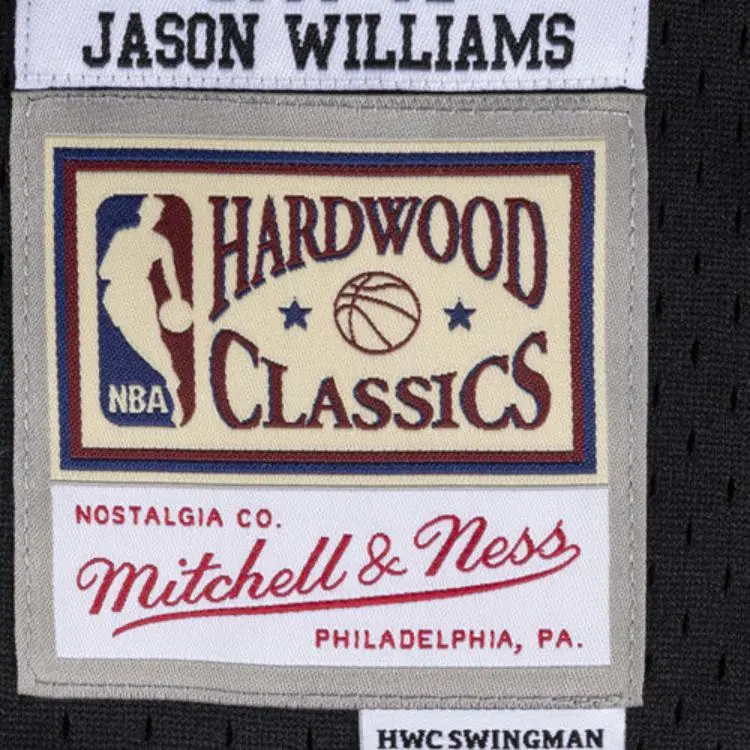 JASON WILLIAMS
HARDWOOD
CLASSICS
NBA
NOSTALGIA CO.
Mitchell & Ness
PHILADELPHIA, PA.
HWC SWINGMAN